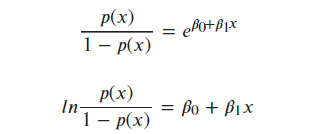 p(x) / 1 − p(x) = e^β₀+β₁x
ln p(x) / 1 − p(x) = β₀ + β₁x